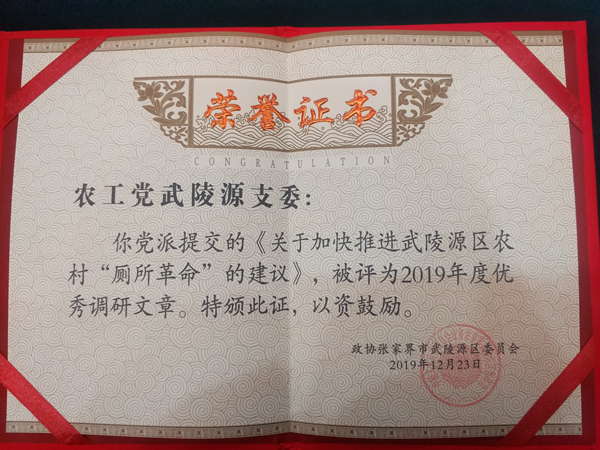 荣誉证书
CONGRATULATION
农工党武陵源支委：
你党派提交的《关于加快推进武陵源区农
村“厕所革命”的建议》，被评为2019年度优
秀调研文章。特颁此证，以资鼓励。
政协张家界市武陵源区委员会
2019年12月23日